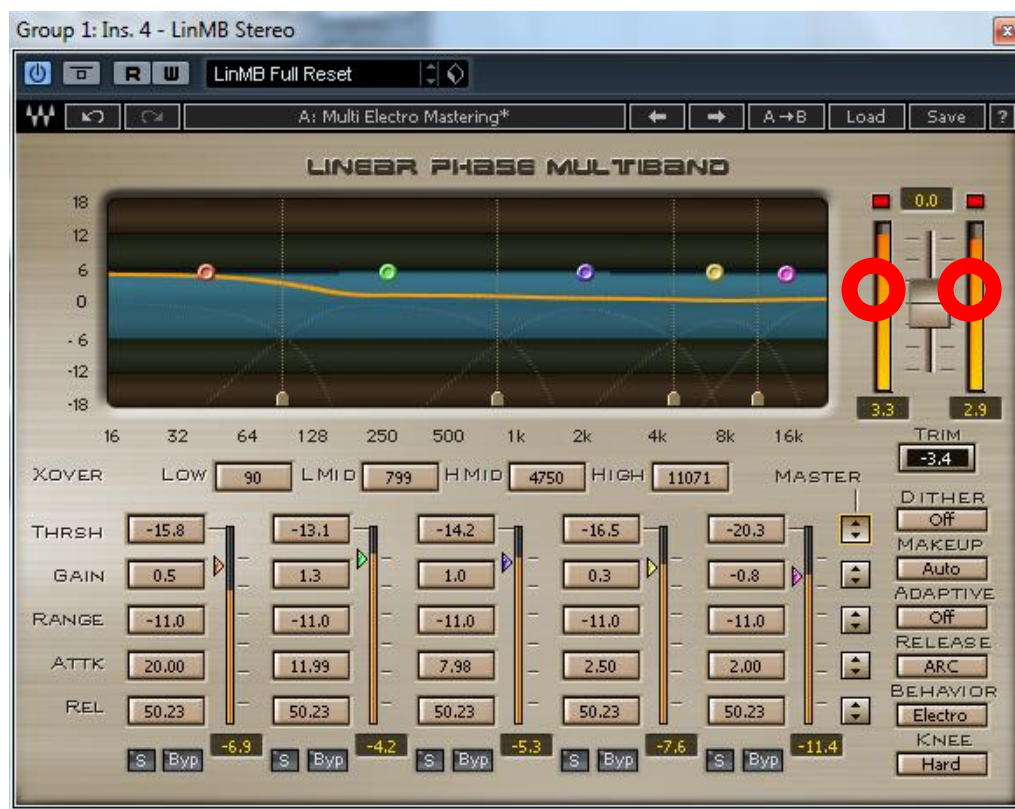 Group 1: Ins. 4 - LinMB Stereo
R W LinMB Full Reset
A: Multi Electro Mastering* A→B Load Save ?
LINEAR PHASE MULTIBAND
18 0.0
12
6
0
-6
-12
-18
3.3 2.9
16 32 64 128 250 500 1k 2k 4k 8k 16k
TRIM
-3.4
XOVER LOW 90 LMID 799 HMID 4750 HIGH 11071 MASTER
DITHER
Off
THRSH -15.8 -13.1 -14.2 -16.5 -20.3
MAKEUP
Auto
GAIN 0.5 1.3 1.0 0.3 -0.8
ADAPTIVE
Off
RANGE -11.0 -11.0 -11.0 -11.0 -11.0
RELEASE
ARC
ATTK 20.00 11.99 7.98 2.50 2.00
BEHAVIOR
Electro
REL 50.23 50.23 50.23 50.23 50.23
KNEE
Hard
-6.9 -4.2 -5.3 -7.6 -11.4
S Byp S Byp S Byp S Byp S Byp